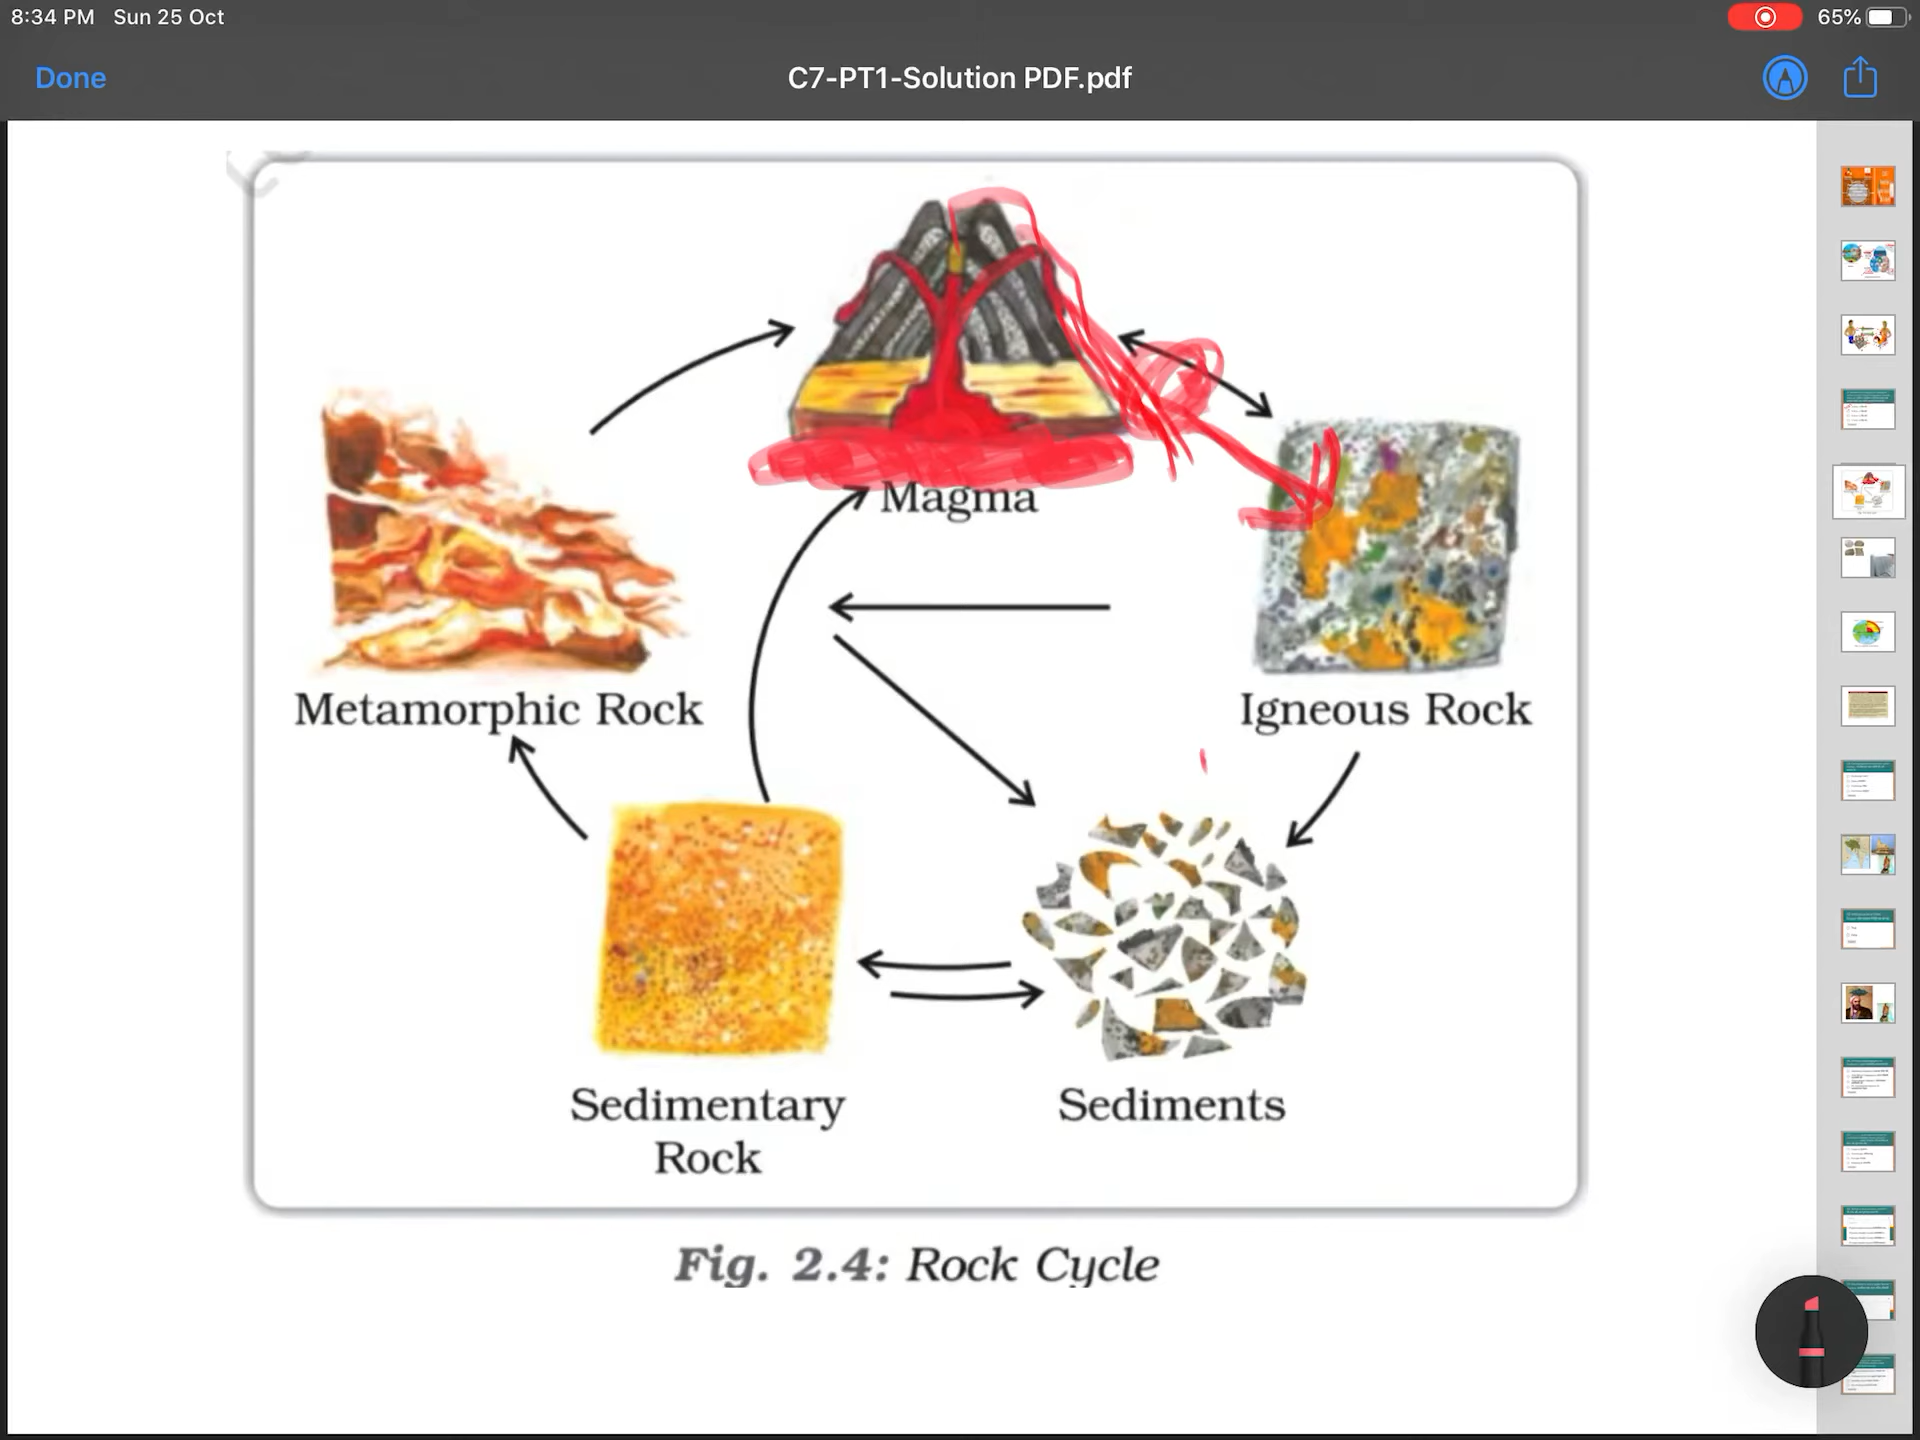 8:34 PM Sun 25 Oct
65%
Done
C7-PT1-Solution PDF.pdf
Magma
Metamorphic Rock
Igneous Rock
Sedimentary
Rock
Sediments
Fig. 2.4: Rock Cycle